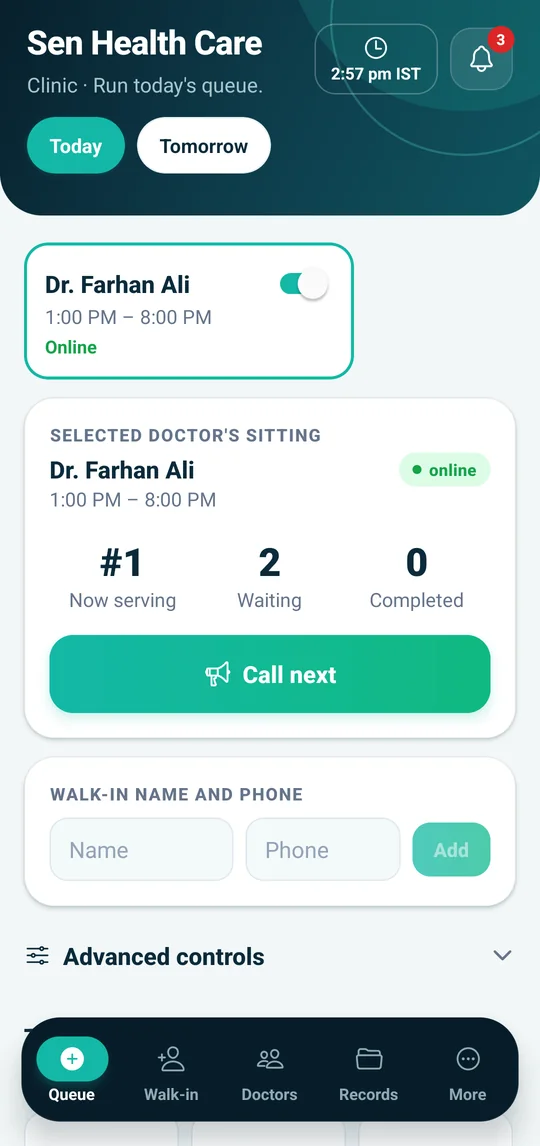 Sen Health Care
Clinic · Run today's queue.
2:57 pm IST
3
Today
Tomorrow
Dr. Farhan Ali
1:00 PM – 8:00 PM
Online
SELECTED DOCTOR'S SITTING
Dr. Farhan Ali
online
1:00 PM – 8:00 PM
#1
2
0
Now serving
Waiting
Completed
Call next
WALK-IN NAME AND PHONE
Name
Phone
Add
Advanced controls
Queue
Walk-in
Doctors
Records
More